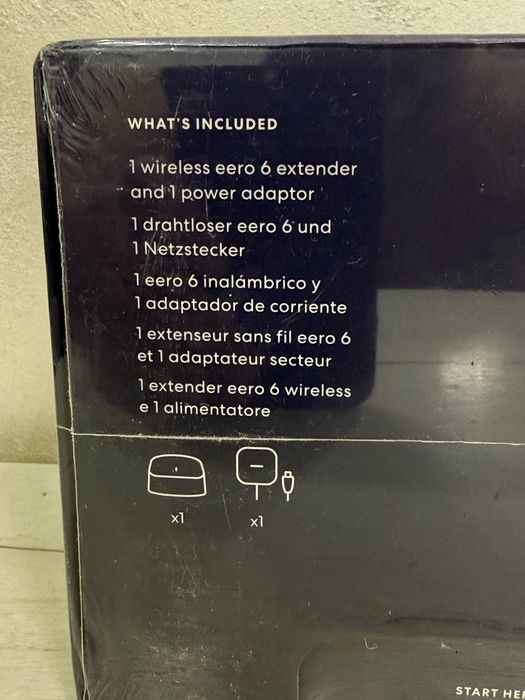 WHAT'S INCLUDED
1 wireless eero 6 extender
and 1 power adaptor
1 drahtloser eero 6 und
1 Netzstecker
1 eero 6 inalámbrico y
1 adaptador de corriente
1 extenseur sans fil eero 6
et 1 adaptateur secteur
1 extender eero 6 wireless
e 1 alimentatore
x1 x1
START HE